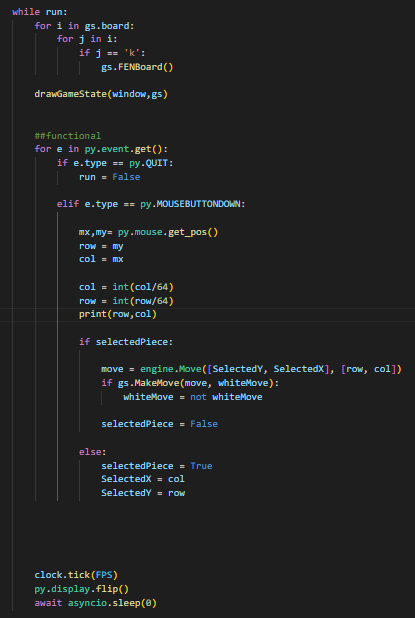 while run:
    for i in gs.board:
        for j in i:
            if j == 'k':
                gs.FENBoard()
    drawGameState(window,gs)
    ##functional
    for e in py.event.get():
        if e.type == py.QUIT:
            run = False
        elif e.type == py.MOUSEBUTTONDOWN:
            mx,my= py.mouse.get_pos()
            row = my
            col = mx
            col = int(col/64)
            row = int(row/64)
            print(row,col)
            if selectedPiece:
                move = engine.Move([SelectedY, SelectedX], [row, col])
                if gs.MakeMove(move, whiteMove):
                    whiteMove = not whiteMove
                selectedPiece = False
            else:
                selectedPiece = True
                SelectedX = col
                SelectedY = row
    clock.tick(FPS)
    py.display.flip()
    await asyncio.sleep(0)